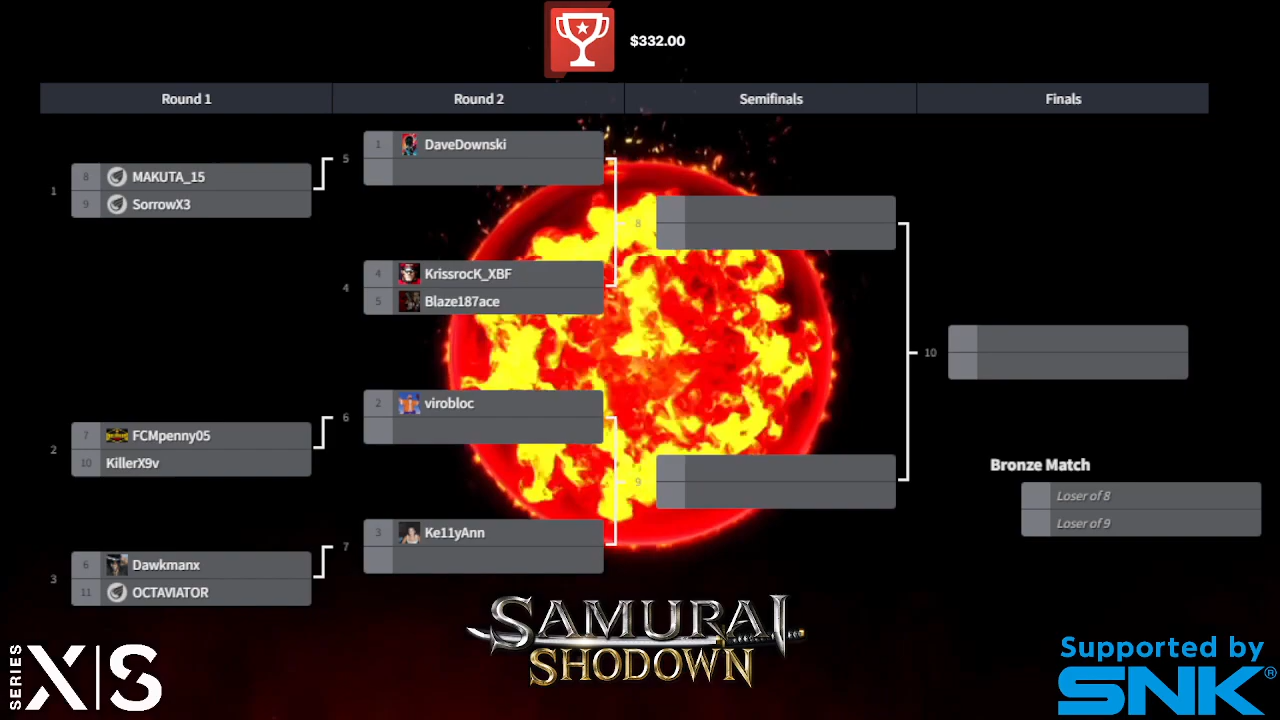 $332.00
Round 1
Round 2
Semifinals
Finals
1
8 MAKUTA_15
9 SorrowX3
5
1 DaveDownski
4
4 KrissrocK_XBF
5 Blaze187ace
2
7 FCMpenny05
10 KillerX9v
6
2 virobloc
3
6 Dawkmanx
11 OCTAVIATOR
7
3 Ke11yAnn
8
9
10
Bronze Match
Loser of 8
Loser of 9
SAMURAI
SHODOWN
SERIES
X|S
Supported by
SNK®